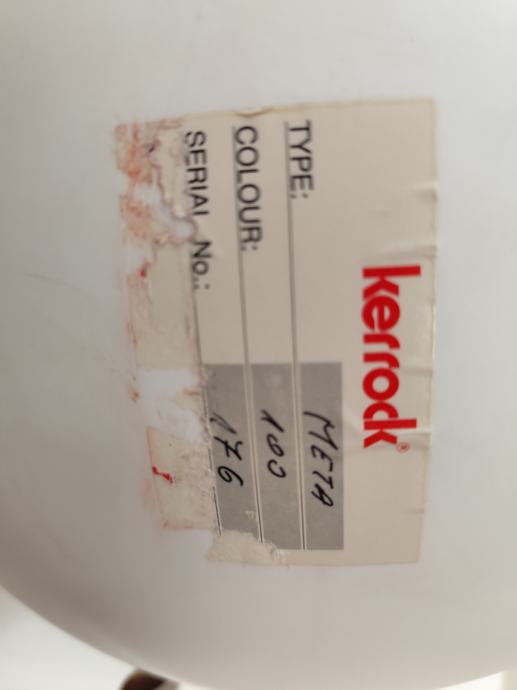 kerrock®
TYPE: META
COLOUR: 100
SERIAL No.: 176